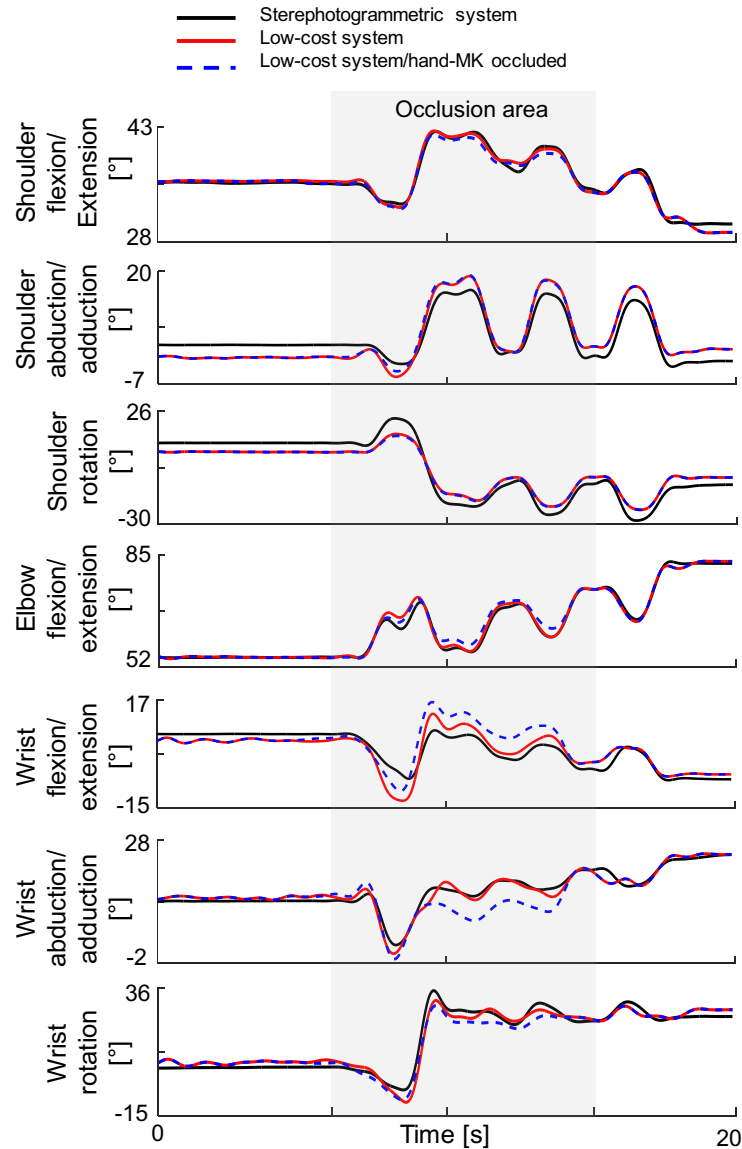 Sterephotogrammetric system
Low-cost system
Low-cost system/hand-MK occluded
Occlusion area
Shoulder
flexion/
Extension
[°]
43
28
Shoulder
abduction/
adduction
[°]
20
-7
Shoulder
rotation
[°]
26
-30
Elbow
flexion/
extension
[°]
85
52
Wrist
flexion/
extension
[°]
17
-15
Wrist
abduction/
adduction
[°]
28
-2
Wrist
rotation
[°]
36
-15
0
Time [s]
20